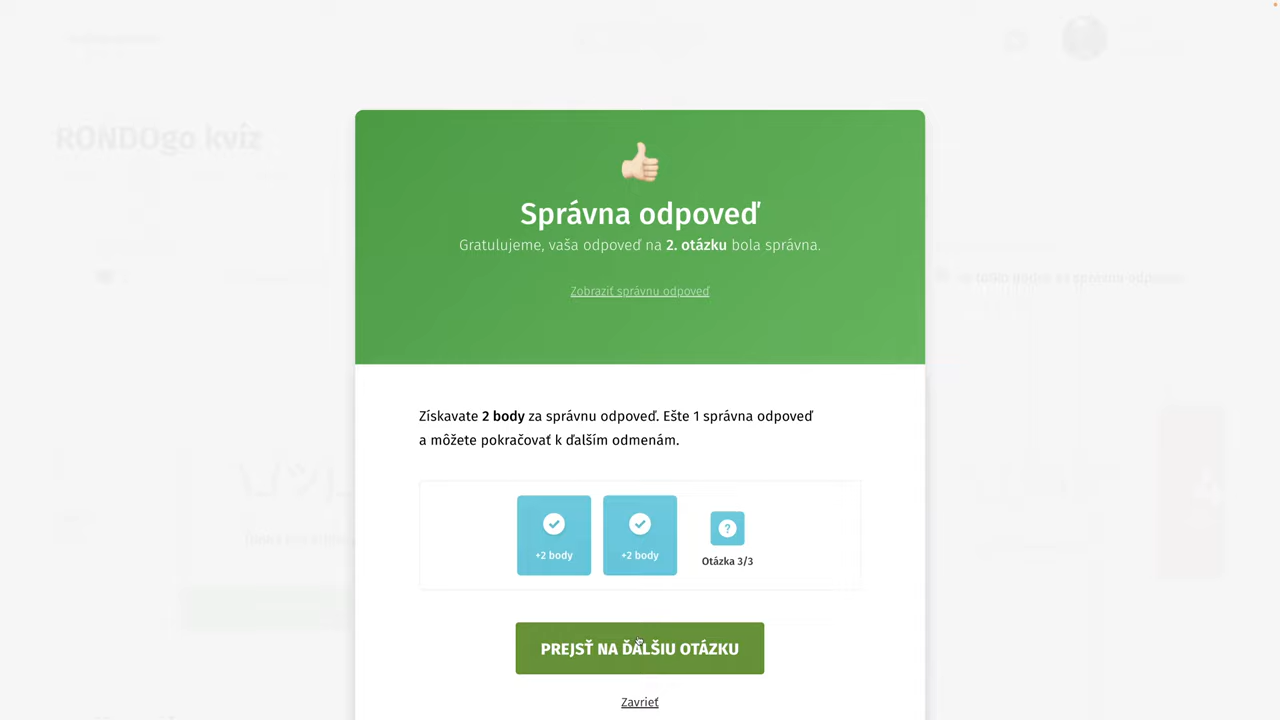 RONDOgo kvíz
Správna odpoveď
Gratulujeme, vaša odpoveď na 2. otázku bola správna.
Zobraziť správnu odpoveď
Získavate 2 body za správnu odpoveď. Ešte 1 správna odpoveď
a môžete pokračovať k ďalším odmenám.
+2 body
+2 body
?
Otázka 3/3
PREJSŤ NA ĎALŠIU OTÁZKU
Zavrieť